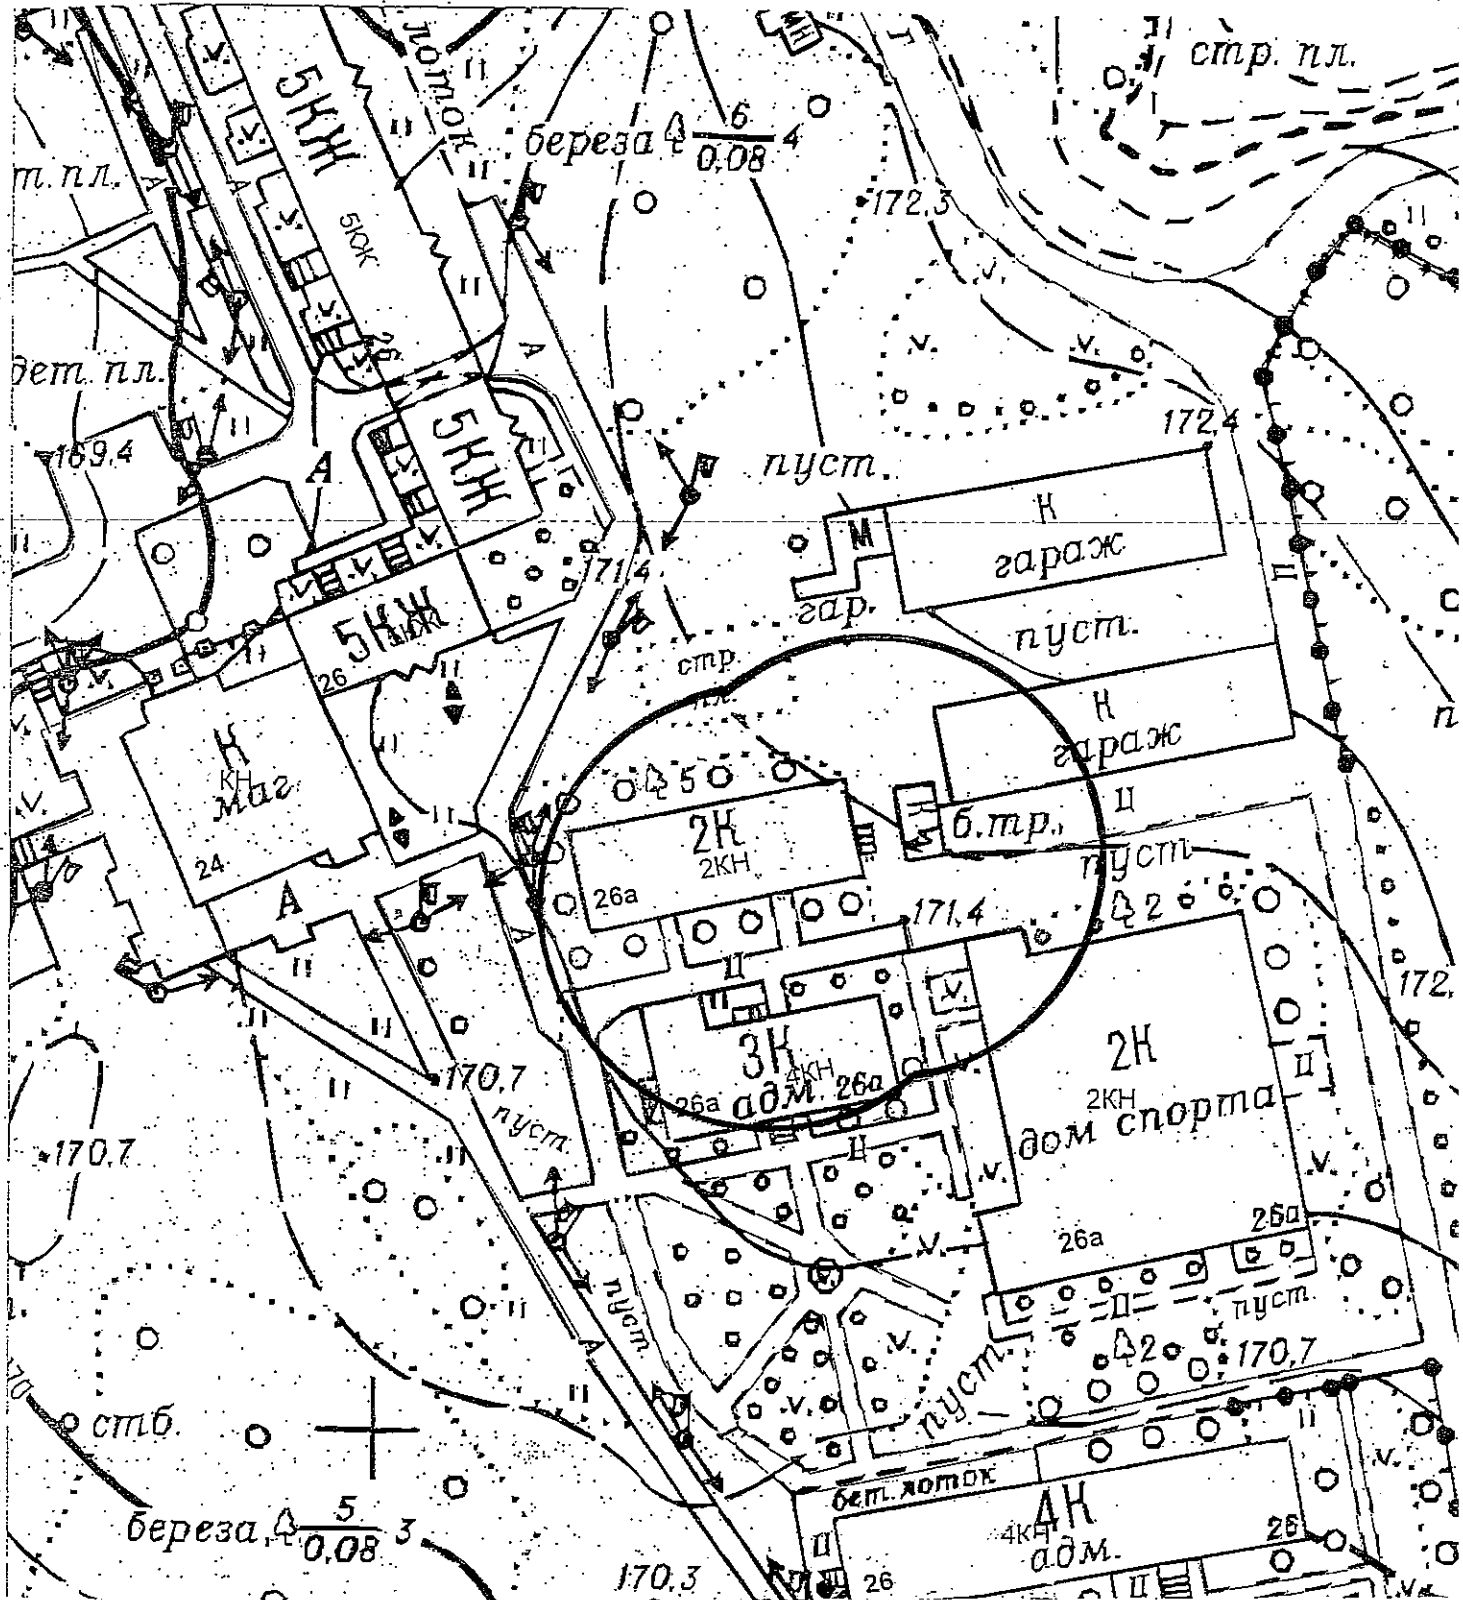 стр. пл.
5КЖ
лоток
II
береза 6/0,08 4
т. пл.
А
А
172,3
5КЖ
дет. пл.
26
А
169,4
А
5КЖ
пуст.
172,4
М
К
гараж
171,4
гар.
П
пуст.
5КЖ
26
стр.
пл.
К
гараж
К
КН
маг.
24
5
2К
2КН
26а
б.тр.
Ц
пуст
А
А
171,4
2
Ц
172,
3К
4КН
26а адм. 26а
2К
2КН
дом спорта
Ц
170,7
пуст
170,7
Ц
26а
26а
пуст.
Ц
пуст.
А
2
170,7
пуст.
170
стб.
бет. лоток
береза 5/0,08 3
4К
4КН
адм.
26
Ц
170,3
26
Ц